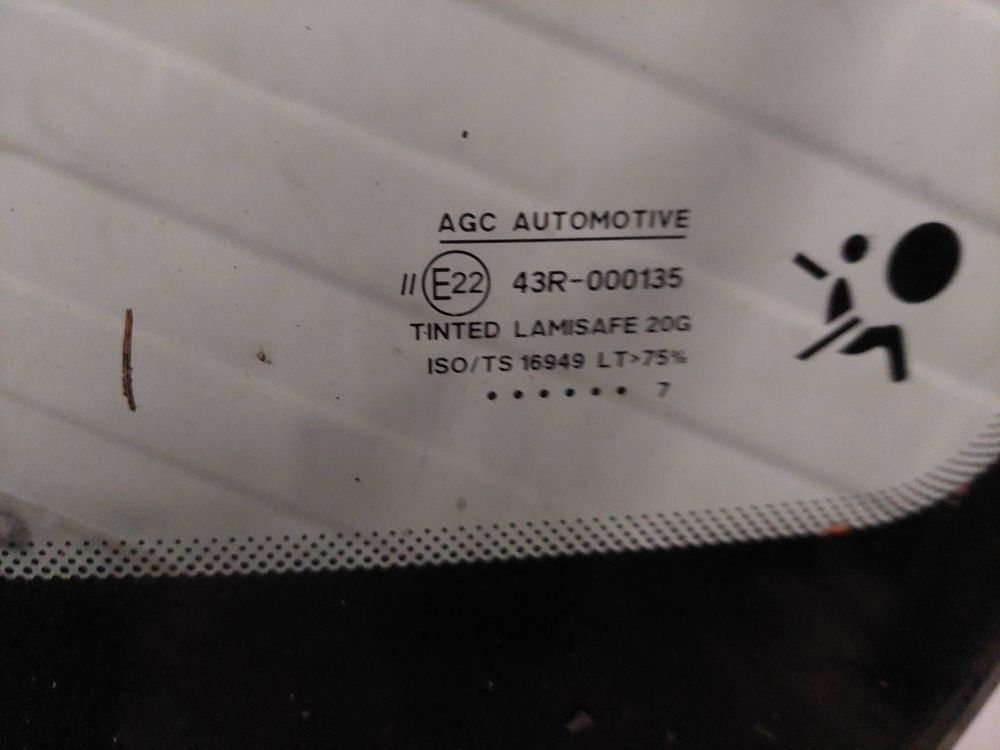 AGC AUTOMOTIVE
II E22 43R-000135
TINTED LAMISAFE 20G
ISO/TS 16949 LT>75%
• • • • • • 7